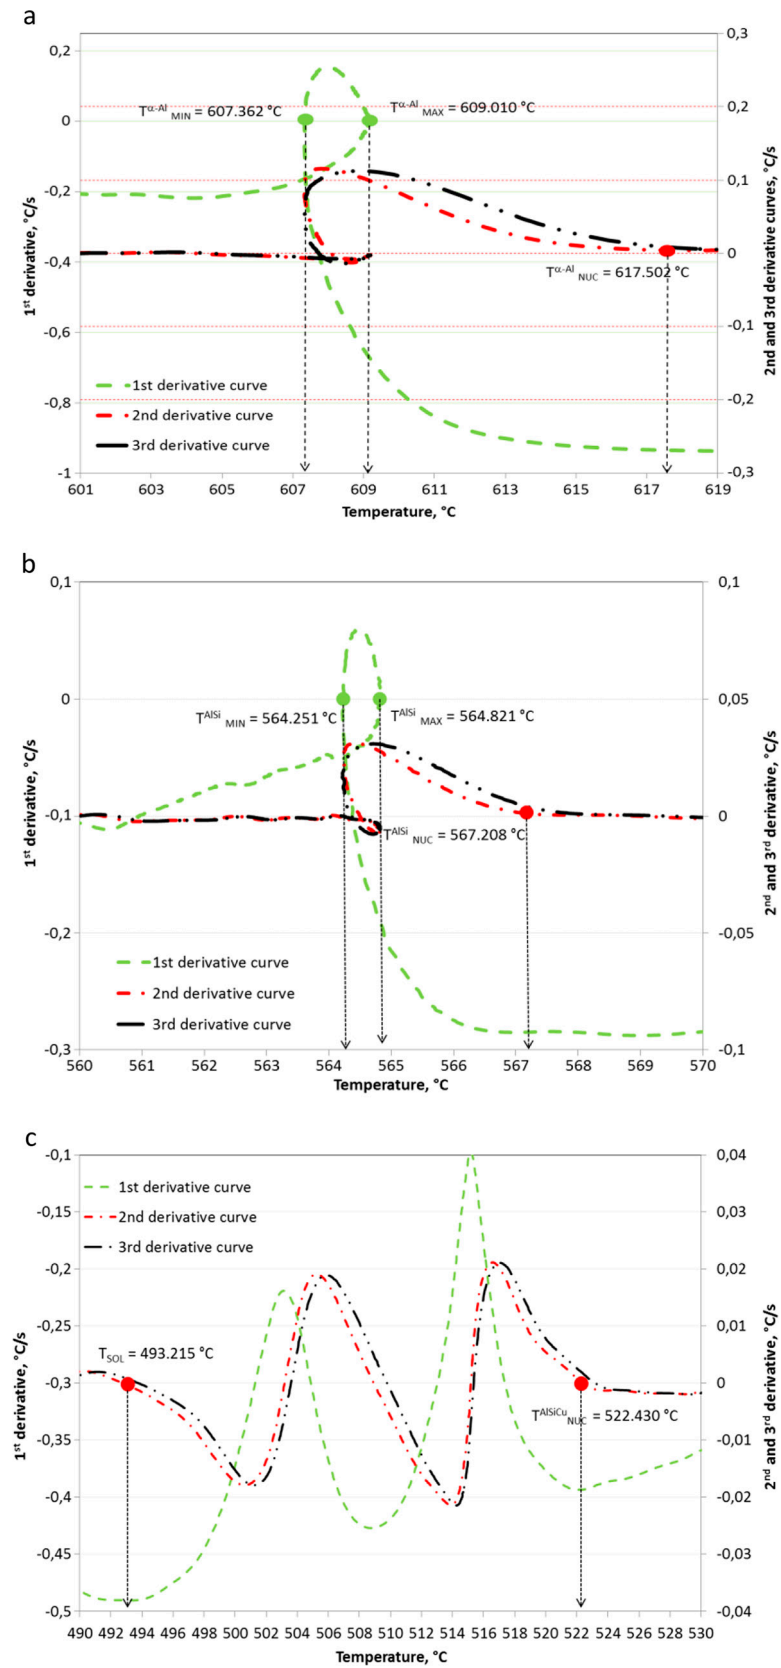 a
0,2
0
-0,2
-0,4
-0,6
-0,8
-1
1st derivative, °C/s
0,3
0,2
0,1
0
-0,1
-0,2
-0,3
2nd and 3rd derivative curves, °C/s
T^α-Al MIN = 607.362 °C
T^α-Al MAX = 609.010 °C
T^α-Al NUC = 617.502 °C
1st derivative curve
2nd derivative curve
3rd derivative curve
601 603 605 607 609 611 613 615 617 619
Temperature, °C
b
0,1
0
-0,1
-0,2
-0,3
1st derivative, °C/s
0,1
0,05
0
-0,05
-0,1
2nd and 3rd derivative, °C/s
T^AlSi MIN = 564.251 °C
T^AlSi MAX = 564.821 °C
T^AlSi NUC = 567.208 °C
1st derivative curve
2nd derivative curve
3rd derivative curve
560 561 562 563 564 565 566 567 568 569 570
Temperature, °C
c
-0,1
-0,15
-0,2
-0,25
-0,3
-0,35
-0,4
-0,45
-0,5
1st derivative, °C/s
0,04
0,03
0,02
0,01
0
-0,01
-0,02
-0,03
-0,04
2nd and 3rd derivative, °C/s
1st derivative curve
2nd derivative curve
3rd derivative curve
TSOL = 493.215 °C
T^AlSiCu NUC = 522.430 °C
490 492 494 496 498 500 502 504 506 508 510 512 514 516 518 520 522 524 526 528 530
Temperature, °C